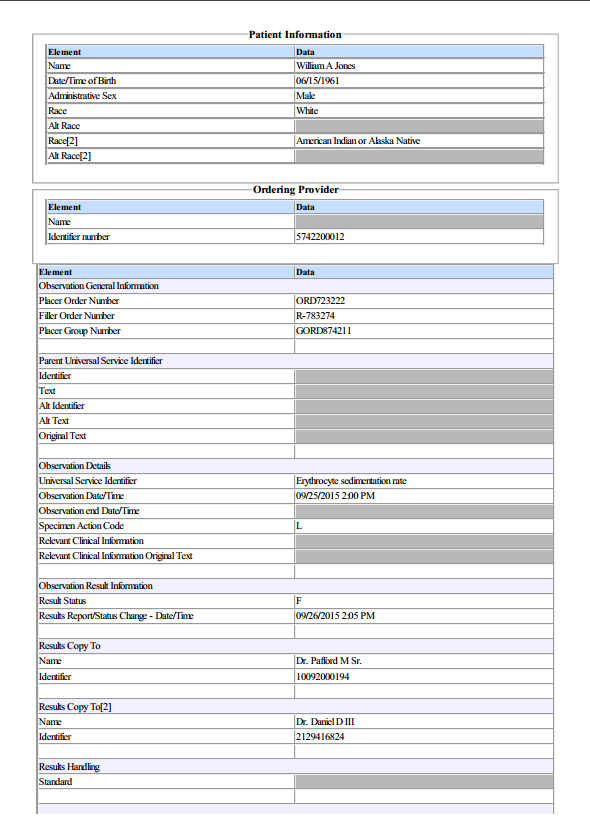 Patient Information
Element Data
Name William A Jones
Date/Time of Birth 06/15/1961
Administrative Sex Male
Race White
Alt Race
Race[2] American Indian or Alaska Native
Alt Race[2]
Ordering Provider
Element Data
Name
Identifier number 5742200012
Element Data
Observation General Information
Placer Order Number ORD723222
Filler Order Number R-783274
Placer Group Number GORD874211
Parent Universal Service Identifier
Identifier
Text
Alt Identifier
Alt Text
Original Text
Observation Details
Universal Service Identifier Erythrocyte sedimentation rate
Observation Date/Time 09/25/2015 2:00 PM
Observation end Date/Time
Specimen Action Code L
Relevant Clinical Information
Relevant Clinical Information Original Text
Observation Result Information
Result Status F
Results Report/Status Change - Date/Time 09/26/2015 2:05 PM
Results Copy To
Name Dr. Pafford M Sr.
Identifier 10092000194
Results Copy To[2]
Name Dr. Daniel D III
Identifier 2129416824
Results Handling
Standard